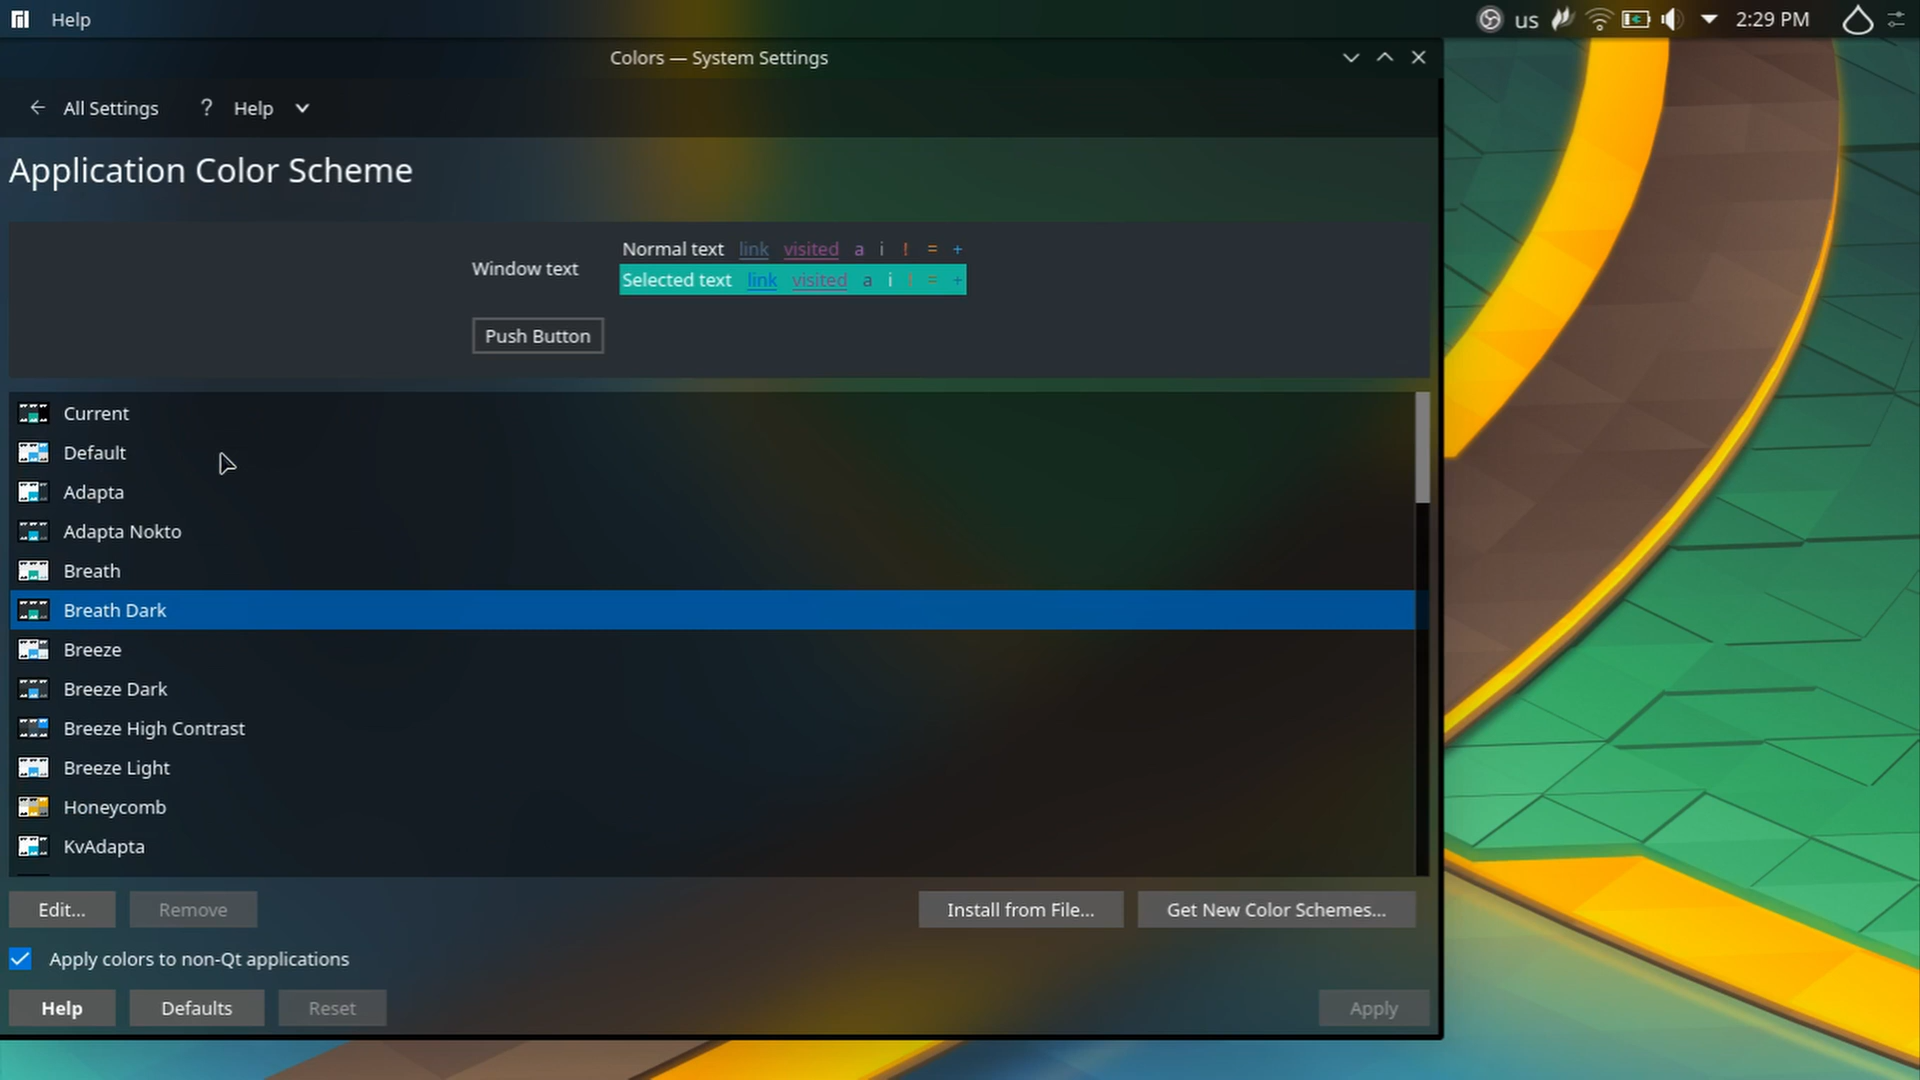 Help
us
2:29 PM
Colors — System Settings
All Settings
? Help
Application Color Scheme
Window text
Normal text link visited a i ! = +
Selected text link visited a i ! = +
Push Button
Current
Default
Adapta
Adapta Nokto
Breath
Breath Dark
Breeze
Breeze Dark
Breeze High Contrast
Breeze Light
Honeycomb
KvAdapta
Edit...
Remove
Install from File...
Get New Color Schemes...
Apply colors to non-Qt applications
Help
Defaults
Reset
Apply